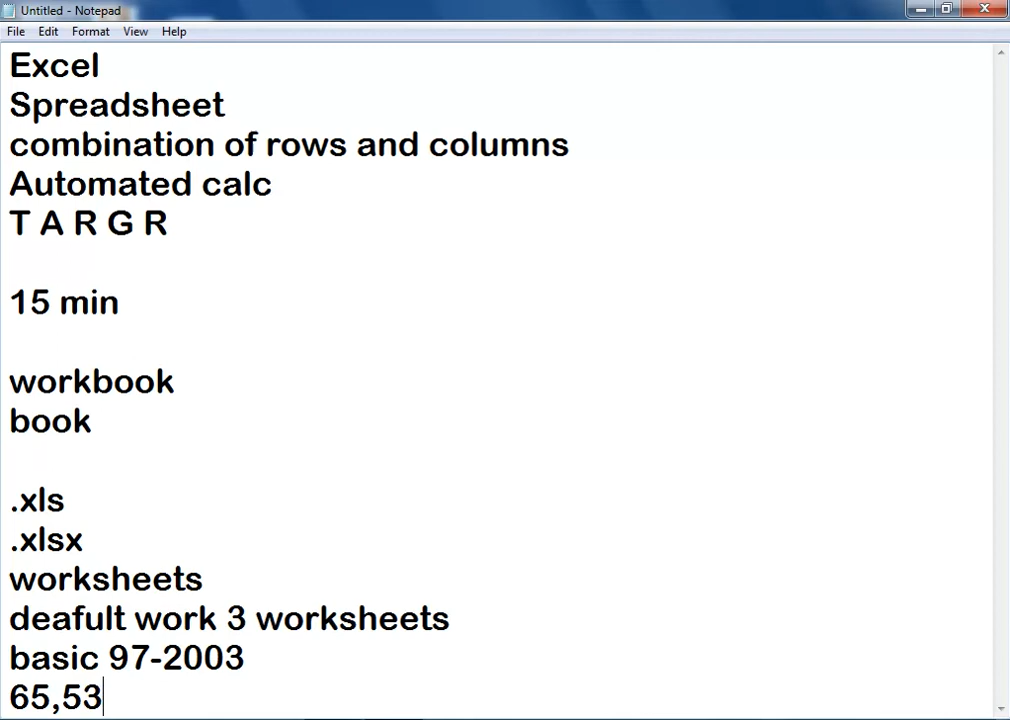 Untitled - Notepad
File Edit Format View Help
Excel
Spreadsheet
combination of rows and columns
Automated calc
T A R G R
15 min
workbook
book
.xls
.xlsx
worksheets
deafult work 3 worksheets
basic 97-2003
65,53